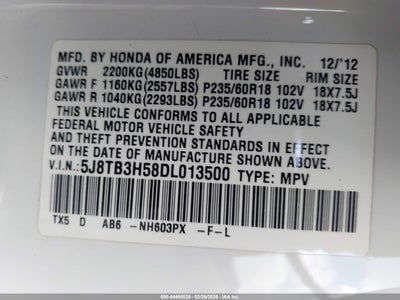 MFD. BY HONDA OF AMERICA MFG., INC. 12/'12
GVWR 2200KG(4850LBS) TIRE SIZE RIM SIZE
GAWR F 1160KG(2557LBS) P235/60R18 102V 18X7.5J
GAWR R 1040KG(2293LBS) P235/60R18 102V 18X7.5J
THIS VEHICLE CONFORMS TO ALL APPLICABLE
FEDERAL MOTOR VEHICLE SAFETY
AND THEFT PREVENTION STANDARDS IN EFFECT
ON THE DATE OF MANUFACTURE SHOWN ABOVE.
V.I.N.: 5J8TB3H58DL013500 TYPE: MPV
TX5 D AB6 -NH603PX -F-L